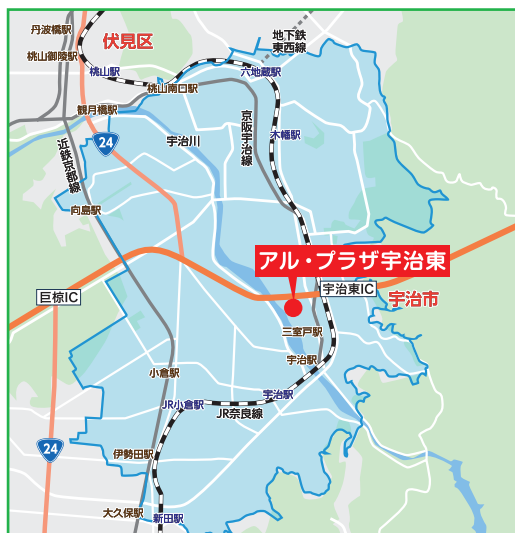 丹波橋駅
伏見区
地下鉄
東西線
桃山御陵駅
桃山駅
六地蔵駅
桃山南口駅
観月橋駅
24
宇治川
京阪宇治線
木幡駅
近鉄京都線
向島駅
アル・プラザ宇治東
巨椋IC
宇治東IC
宇治市
三室戸駅
宇治駅
小倉駅
宇治駅
JR小倉駅
JR奈良線
24
伊勢田駅
大久保駅
新田駅